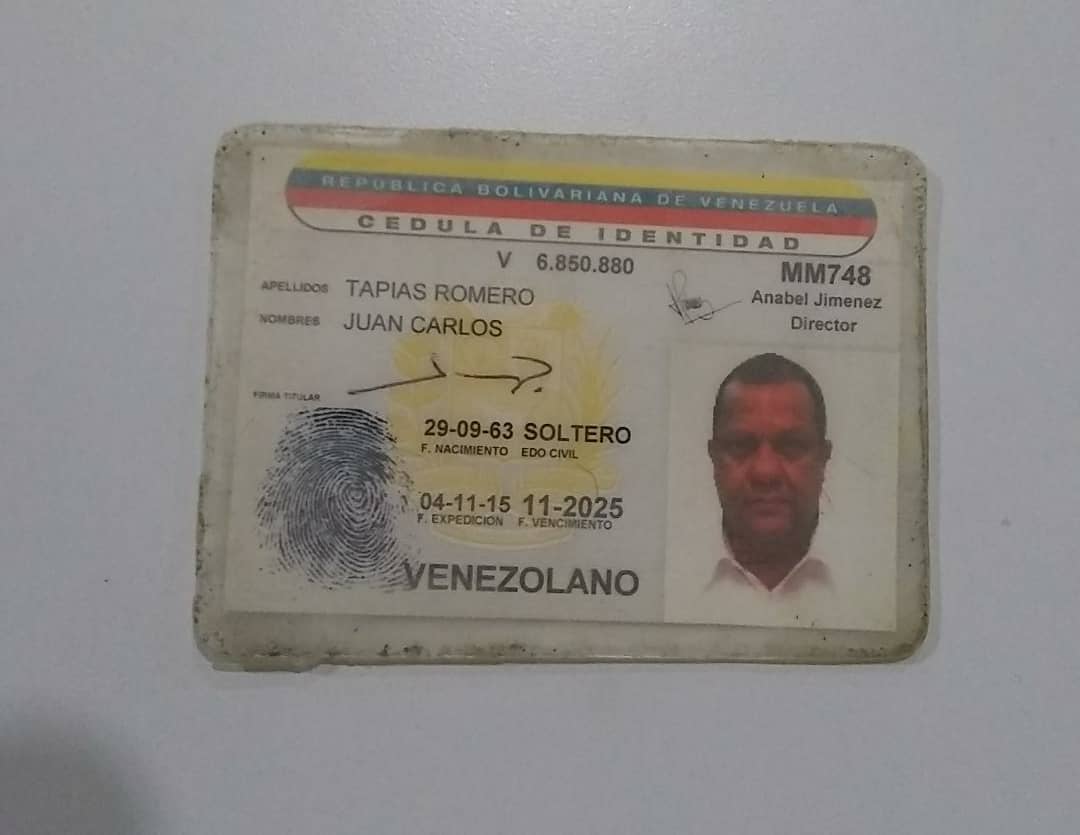 REPÚBLICA BOLIVARIANA DE VENEZUELA
CEDULA DE IDENTIDAD
V 6.850.880
MM748
Anabel Jimenez
Director
APELLIDOS TAPIAS ROMERO
NOMBRES JUAN CARLOS
FIRMA TITULAR
29-09-63 SOLTERO
F. NACIMIENTO EDO CIVIL
04-11-15 11-2025
F. EXPEDICION F. VENCIMIENTO
VENEZOLANO